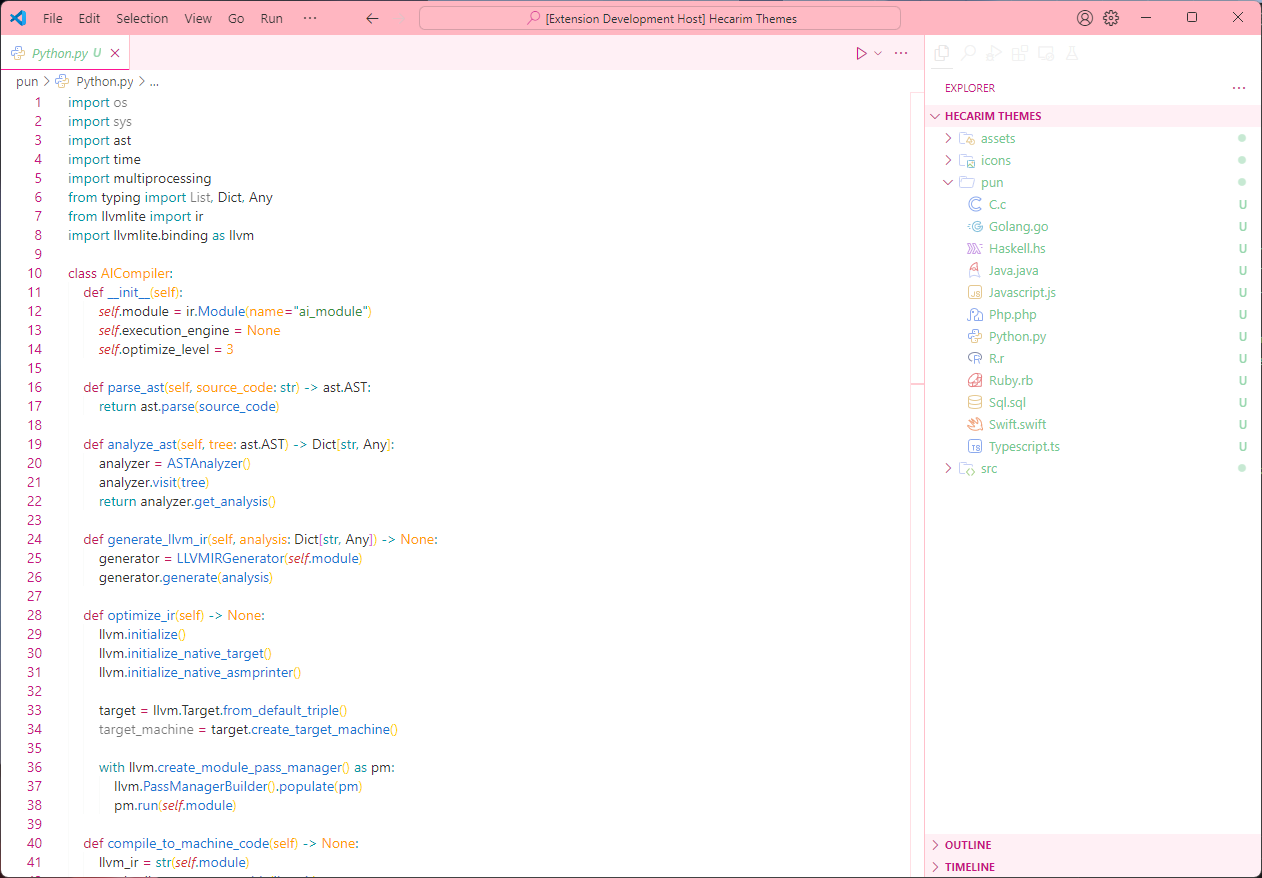 File Edit Selection View Go Run ··· [Extension Development Host] Hecarim Themes
Python.py U
pun > Python.py > ...
1 import os
2 import sys
3 import ast
4 import time
5 import multiprocessing
6 from typing import List, Dict, Any
7 from llvmlite import ir
8 import llvmlite.binding as llvm
9
10 class AICompiler:
11 def __init__(self):
12 self.module = ir.Module(name="ai_module")
13 self.execution_engine = None
14 self.optimize_level = 3
15
16 def parse_ast(self, source_code: str) -> ast.AST:
17 return ast.parse(source_code)
18
19 def analyze_ast(self, tree: ast.AST) -> Dict[str, Any]:
20 analyzer = ASTAnalyzer()
21 analyzer.visit(tree)
22 return analyzer.get_analysis()
23
24 def generate_llvm_ir(self, analysis: Dict[str, Any]) -> None:
25 generator = LLVMIRGenerator(self.module)
26 generator.generate(analysis)
27
28 def optimize_ir(self) -> None:
29 llvm.initialize()
30 llvm.initialize_native_target()
31 llvm.initialize_native_asmprinter()
32
33 target = llvm.Target.from_default_triple()
34 target_machine = target.create_target_machine()
35
36 with llvm.create_module_pass_manager() as pm:
37 llvm.PassManagerBuilder().populate(pm)
38 pm.run(self.module)
39
40 def compile_to_machine_code(self) -> None:
41 llvm_ir = str(self.module)
EXPLORER
HECARIM THEMES
assets
icons
pun
C.c U
Golang.go U
Haskell.hs U
Java.java U
Javascript.js U
Php.php U
Python.py U
R.r U
Ruby.rb U
Sql.sql U
Swift.swift U
Typescript.ts U
src
OUTLINE
TIMELINE